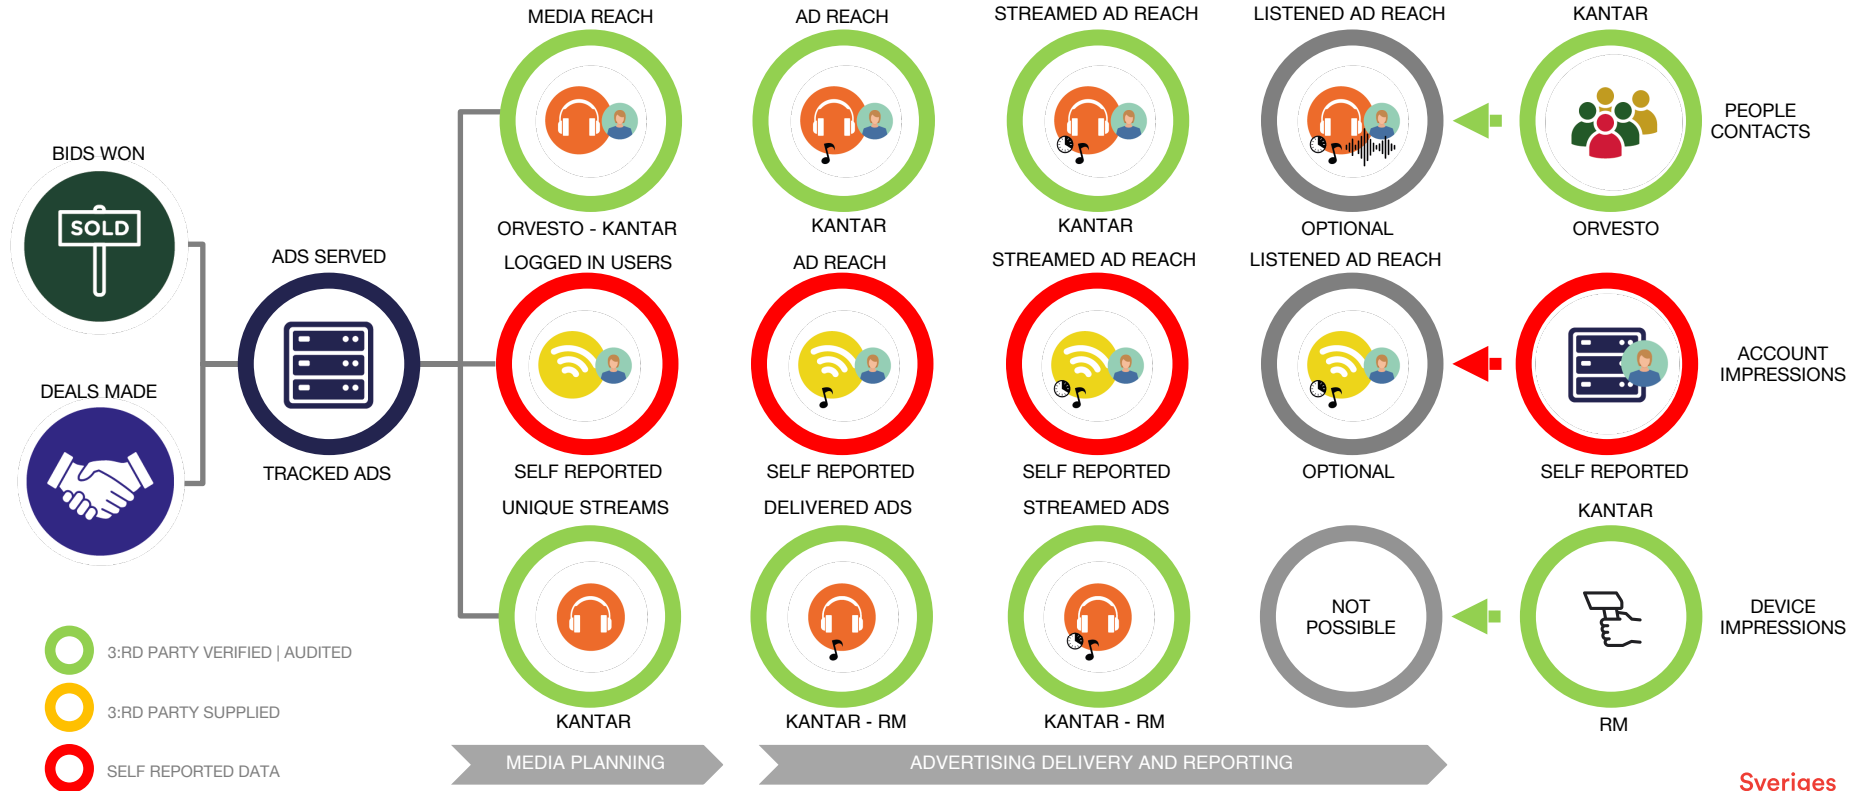 MEDIA REACH
AD REACH
STREAMED AD REACH
LISTENED AD REACH
KANTAR
PEOPLE
CONTACTS
BIDS WON
SOLD
ORVESTO - KANTAR
KANTAR
KANTAR
OPTIONAL
ORVESTO
ADS SERVED
LOGGED IN USERS
AD REACH
STREAMED AD REACH
LISTENED AD REACH
ACCOUNT
IMPRESSIONS
DEALS MADE
TRACKED ADS
SELF REPORTED
SELF REPORTED
SELF REPORTED
OPTIONAL
SELF REPORTED
UNIQUE STREAMS
DELIVERED ADS
STREAMED ADS
KANTAR
NOT
POSSIBLE
DEVICE
IMPRESSIONS
3:RD PARTY VERIFIED | AUDITED
3:RD PARTY SUPPLIED
SELF REPORTED DATA
KANTAR
KANTAR - RM
KANTAR - RM
RM
MEDIA PLANNING
ADVERTISING DELIVERY AND REPORTING
Sveriges